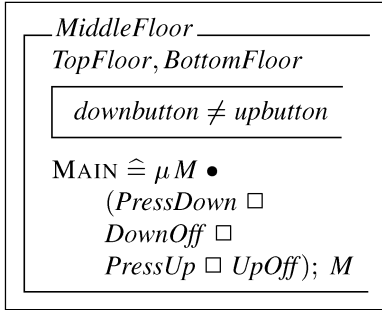 MiddleFloor
TopFloor, BottomFloor
downbutton ≠ upbutton
MAIN ≙ μ M •
(PressDown □
DownOff □
PressUp □ UpOff); M